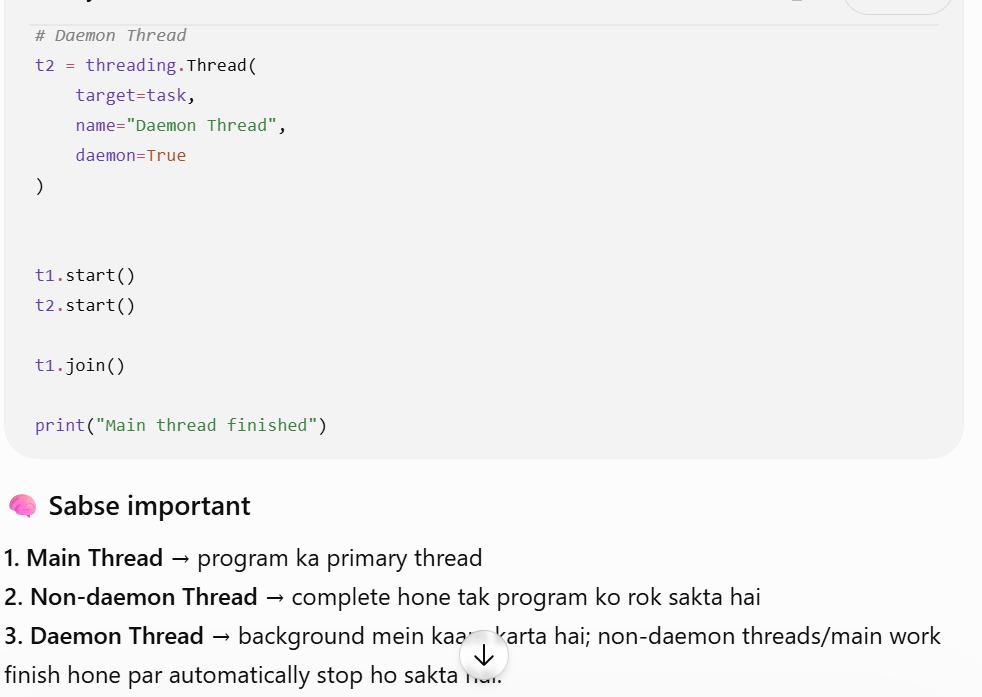 # Daemon Thread
t2 = threading.Thread(
    target=task,
    name="Daemon Thread",
    daemon=True
)
t1.start()
t2.start()
t1.join()
print("Main thread finished")
🧠 Sabse important
1. Main Thread → program ka primary thread
2. Non-daemon Thread → complete hone tak program ko rok sakta hai
3. Daemon Thread → background mein karta hai; non-daemon threads/main work
finish hone par automatically stop ho sakta